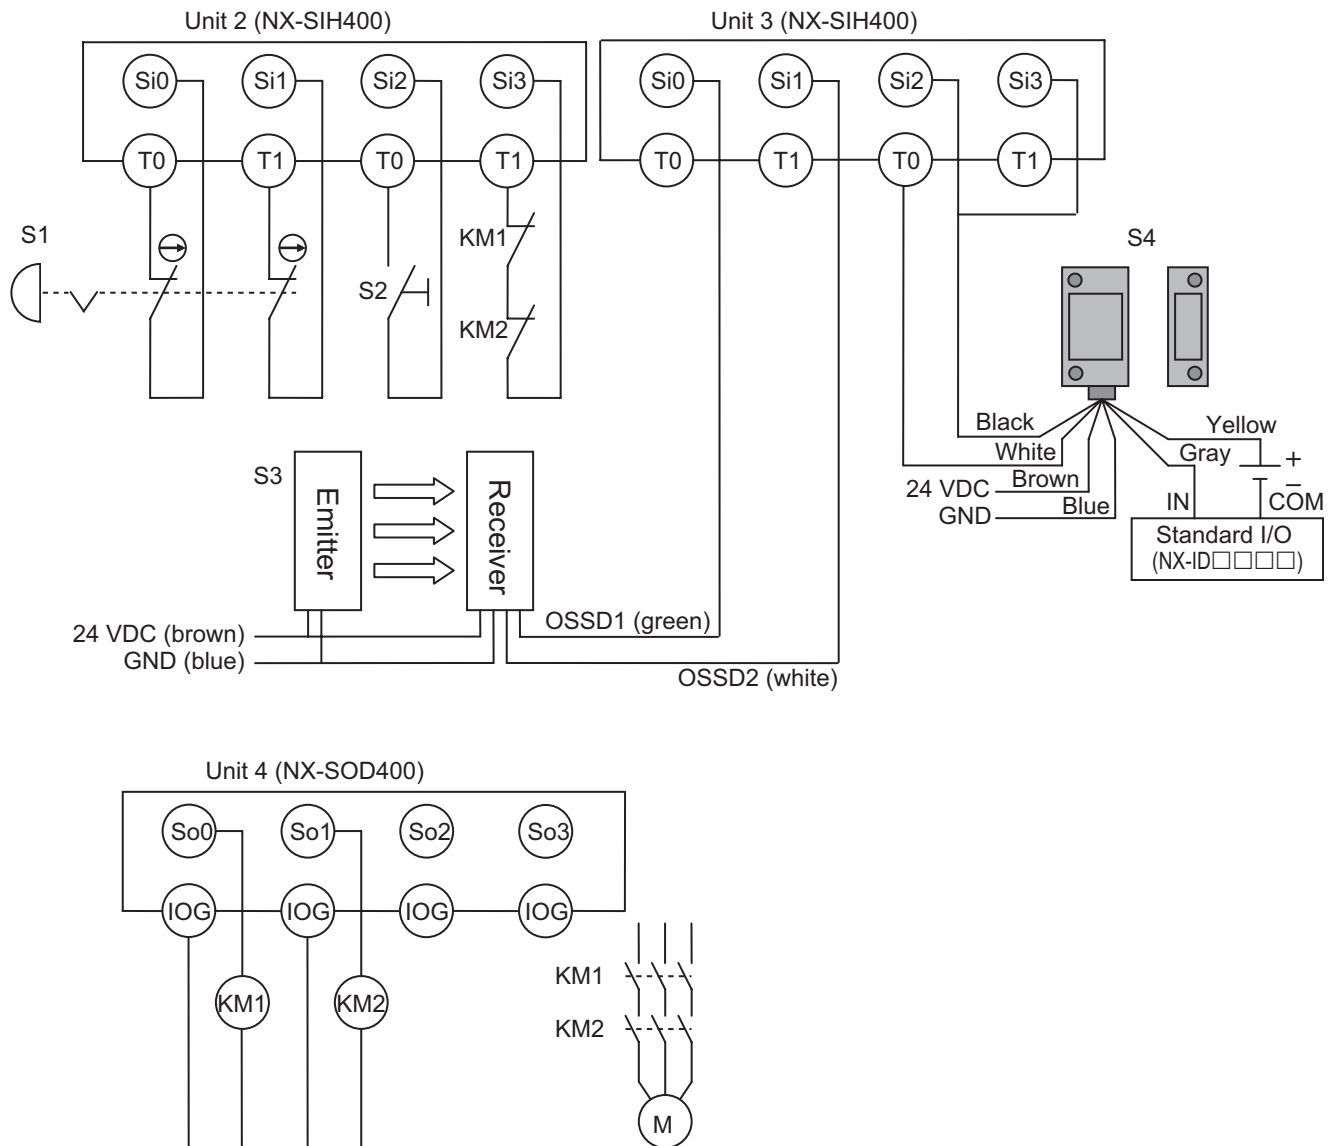 Unit 2 (NX-SIH400)
Unit 3 (NX-SIH400)
Si0 Si1 Si2 Si3
Si0 Si1 Si2 Si3
T0 T1 T0 T1
T0 T1 T0 T1
S1
S2
KM1
KM2
S4
Black
White
Brown
Blue
24 VDC
GND
Yellow
Gray
+
−
IN
COM
Standard I/O
(NX-ID□□□□)
S3
Emitter
Receiver
24 VDC (brown)
GND (blue)
OSSD1 (green)
OSSD2 (white)
Unit 4 (NX-SOD400)
So0 So1 So2 So3
IOG IOG IOG IOG
KM1 KM2
KM1
KM2
M